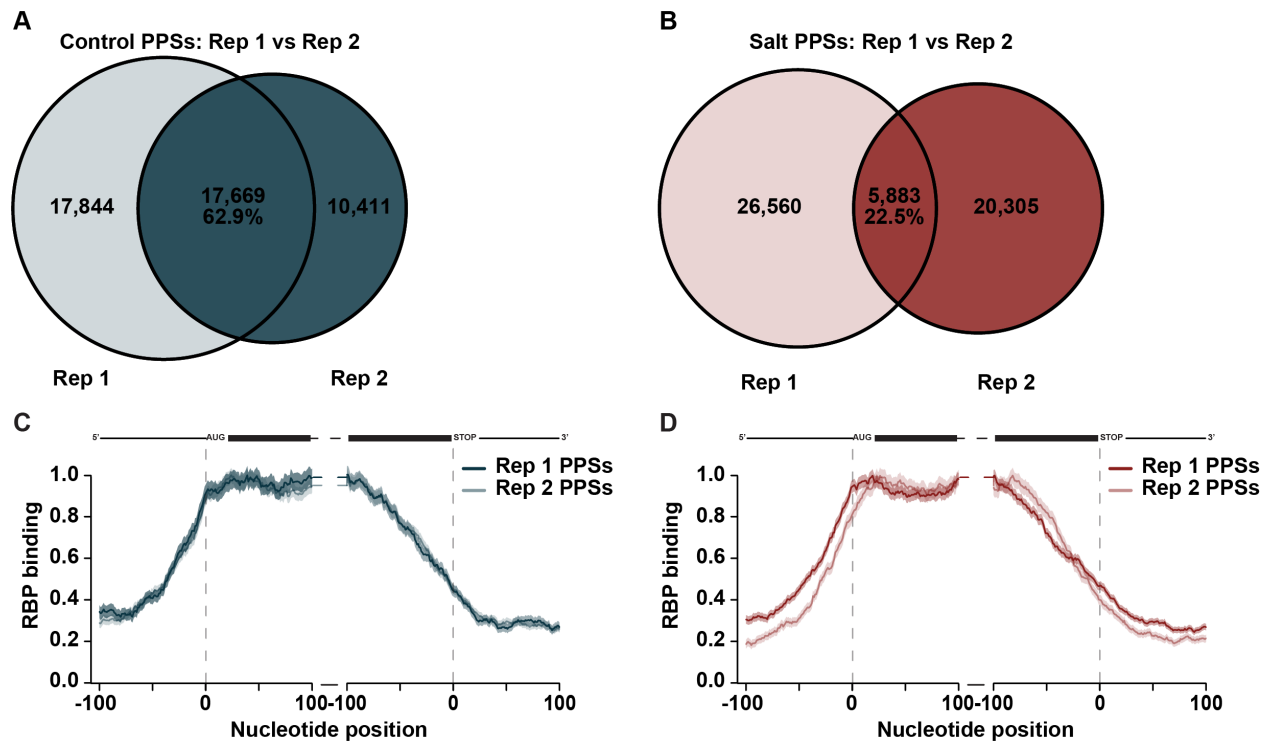 A
Control PPSs: Rep 1 vs Rep 2
17,844
17,669
62.9%
10,411
Rep 1
Rep 2
B
Salt PPSs: Rep 1 vs Rep 2
26,560
5,883
22.5%
20,305
Rep 1
Rep 2
C
5'
AUG
STOP
3'
Rep 1 PPSs
Rep 2 PPSs
RBP binding
1.0
0.8
0.6
0.4
0.2
0.0
-100
0
100
-100
0
100
Nucleotide position
D
5'
AUG
STOP
3'
Rep 1 PPSs
Rep 2 PPSs
RBP binding
1.0
0.8
0.6
0.4
0.2
0.0
-100
0
100
-100
0
100
Nucleotide position